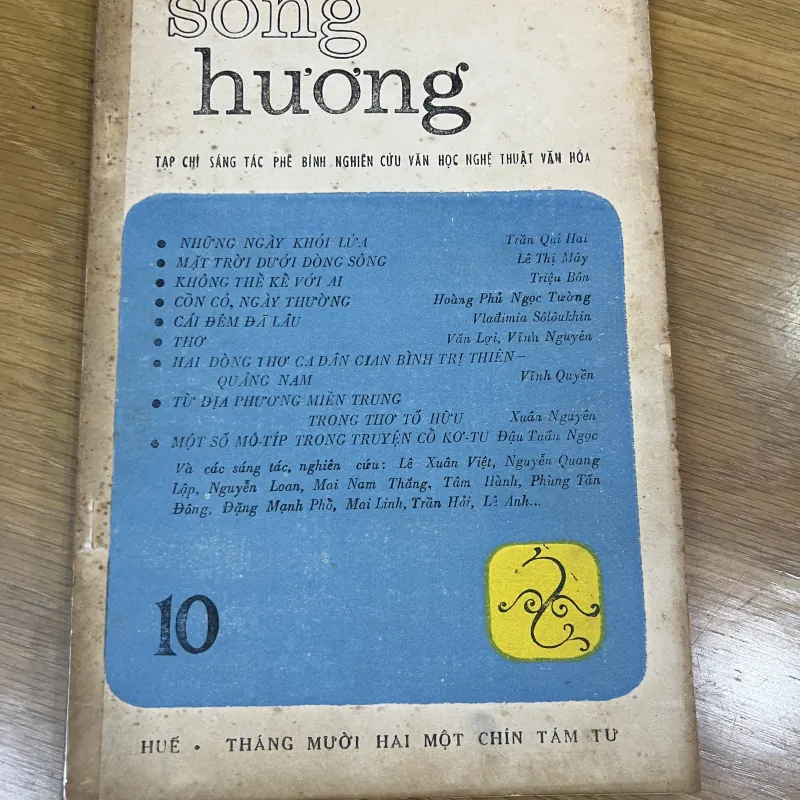 sông
hương
TẠP CHÍ SÁNG TÁC PHÊ BÌNH NGHIÊN CỨU VĂN HỌC NGHỆ THUẬT VĂN HÓA
● NHỮNG NGÀY KHÓI LỬA Trần Qui Hai
● MẶT TRỜI DƯỚI DÒNG SÔNG Lê Thị Mây
● KHÔNG THỂ KỂ VỚI AI Triệu Bôn
● CỒN CỎ, NGÀY THƯỜNG Hoàng Phủ Ngọc Tường
● CÁI ĐÊM ĐÃ LÂU Vlađimia Sôlôukhin
● THƠ Văn Lợi, Vĩnh Nguyên
● HAI DÒNG THƠ CA DÂN GIAN BÌNH TRỊ THIÊN –
QUẢNG NAM Vĩnh Quyền
● TỪ ĐỊA PHƯƠNG MIỀN TRUNG
TRONG THƠ TỐ HỮU Xuân Nguyên
● MỘT SỐ MÔ-TÍP TRONG TRUYỆN CỔ KƠ-TU Đậu Tuấn Ngọc
Và các sáng tác, nghiên cứu: Lê Xuân Việt, Nguyễn Quang
Lập, Nguyễn Loan, Mai Nam Thắng, Tâm Hành, Phùng Tấn
Đông, Đặng Mạnh Phồ, Mai Linh, Trần Hải, Lê Anh...
10
HUẾ • THÁNG MƯỜI HAI MỘT CHÍN TÁM TƯ